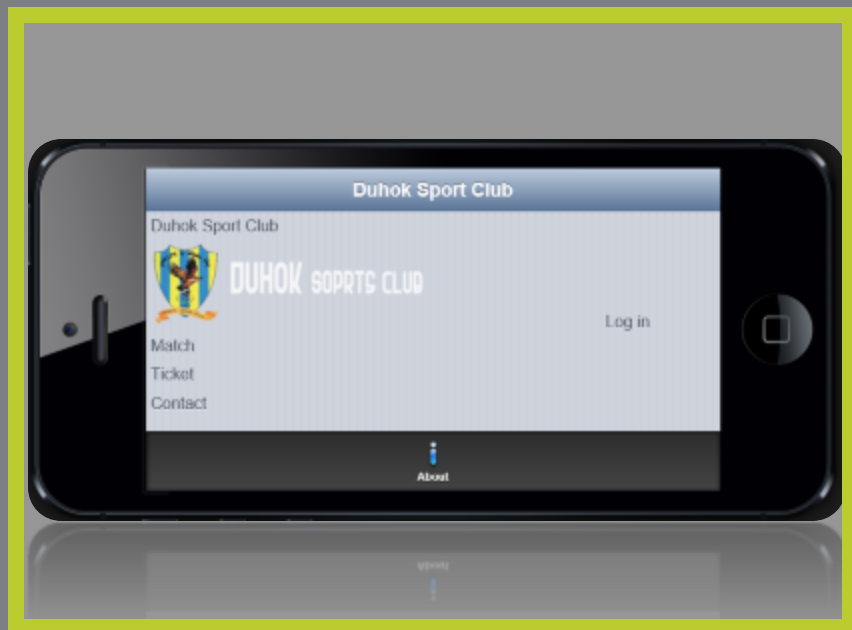 Duhok Sport Club
Duhok Sport Club
DUHOK SOPRTS CLUB
Log in
Match
Ticket
Contact
About